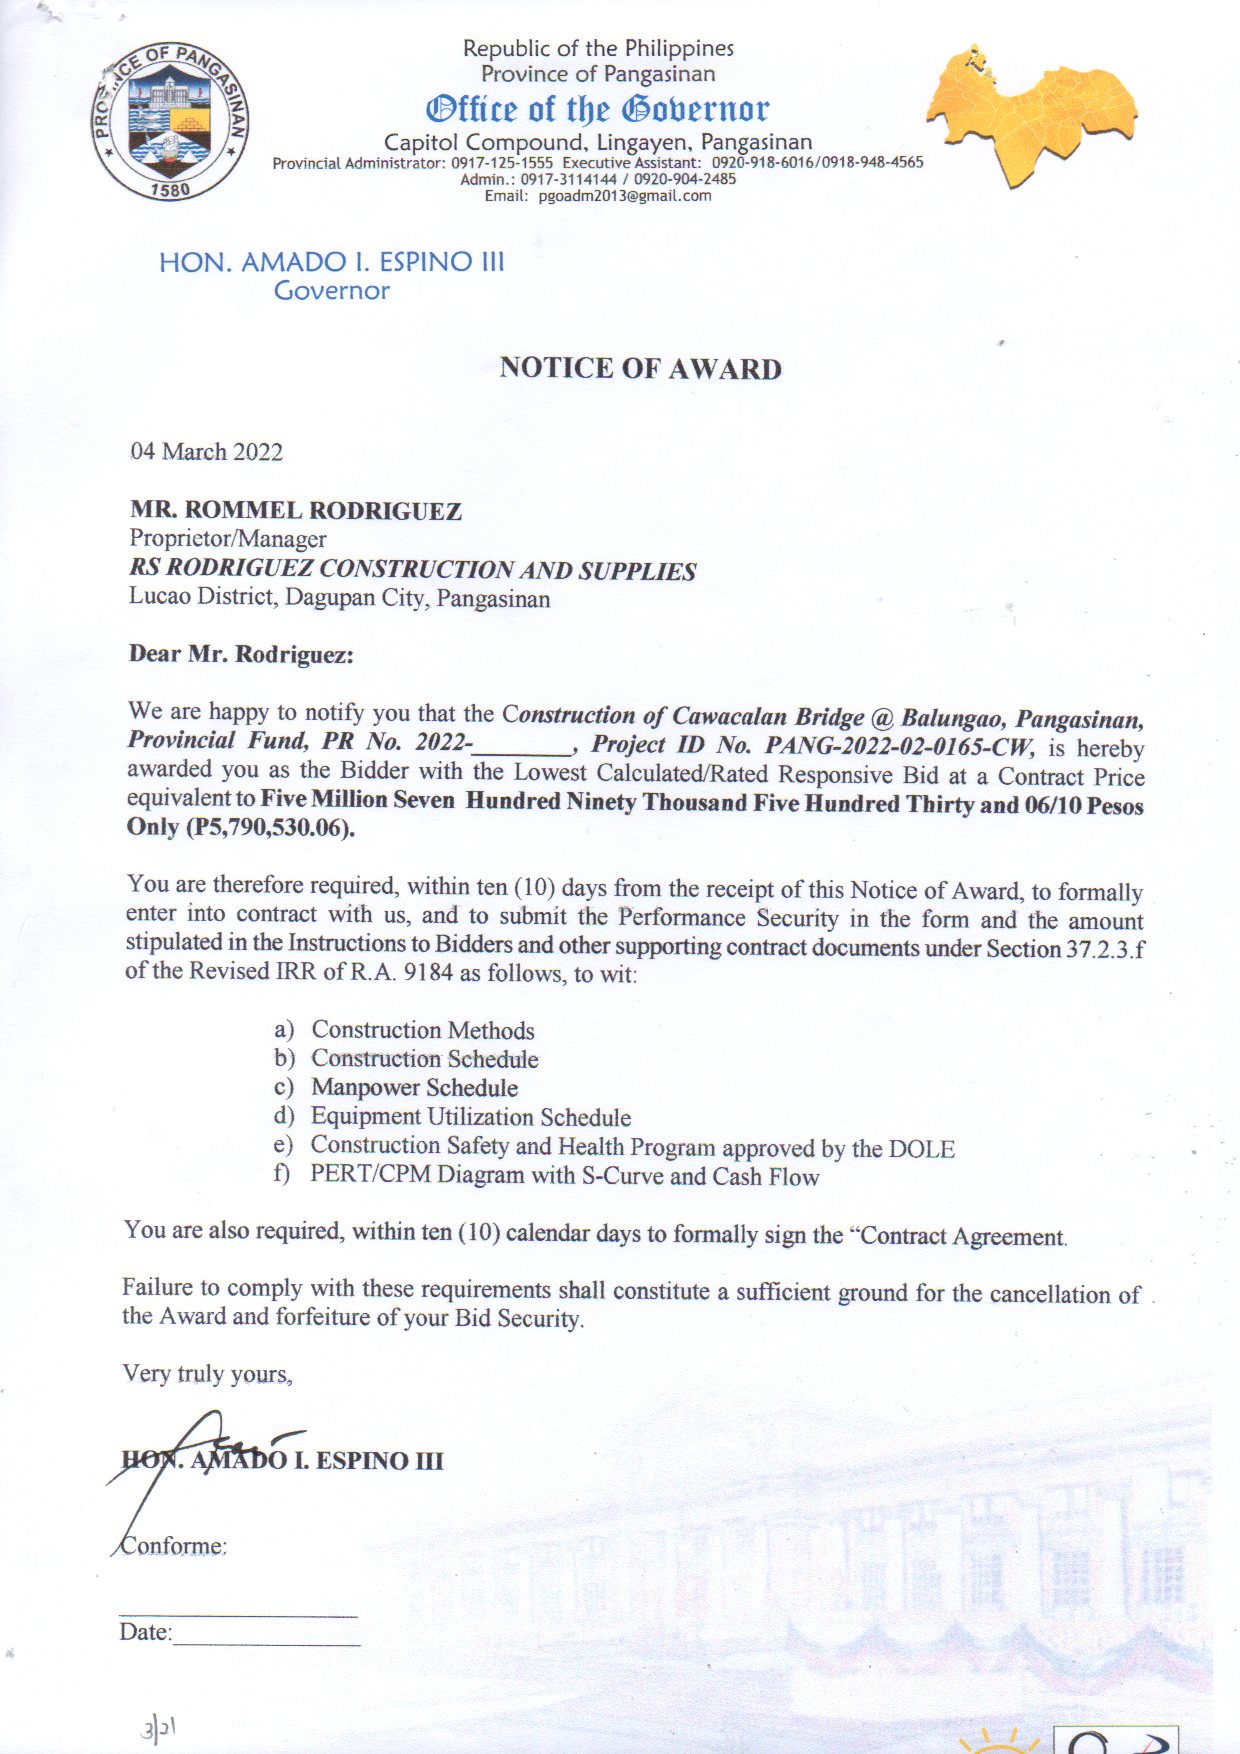 PROVINCE OF PANGASINAN
1580
Republic of the Philippines
Province of Pangasinan
Office of the Governor
Capitol Compound, Lingayen, Pangasinan
Provincial Administrator: 0917-125-1555 Executive Assistant: 0920-918-6016/0918-948-4565
Admin.: 0917-3114144 / 0920-904-2485
Email: pgoadm2013@gmail.com
HON. AMADO I. ESPINO III
Governor
NOTICE OF AWARD
04 March 2022
MR. ROMMEL RODRIGUEZ
Proprietor/Manager
RS RODRIGUEZ CONSTRUCTION AND SUPPLIES
Lucao District, Dagupan City, Pangasinan
Dear Mr. Rodriguez:
We are happy to notify you that the Construction of Cawacalan Bridge @ Balungao, Pangasinan,
Provincial Fund, PR No. 2022-________, Project ID No. PANG-2022-02-0165-CW, is hereby
awarded you as the Bidder with the Lowest Calculated/Rated Responsive Bid at a Contract Price
equivalent to Five Million Seven Hundred Ninety Thousand Five Hundred Thirty and 06/10 Pesos
Only (P5,790,530.06).
You are therefore required, within ten (10) days from the receipt of this Notice of Award, to formally
enter into contract with us, and to submit the Performance Security in the form and the amount
stipulated in the Instructions to Bidders and other supporting contract documents under Section 37.2.3.f
of the Revised IRR of R.A. 9184 as follows, to wit:
a) Construction Methods
b) Construction Schedule
c) Manpower Schedule
d) Equipment Utilization Schedule
e) Construction Safety and Health Program approved by the DOLE
f) PERT/CPM Diagram with S-Curve and Cash Flow
You are also required, within ten (10) calendar days to formally sign the “Contract Agreement.
Failure to comply with these requirements shall constitute a sufficient ground for the cancellation of
the Award and forfeiture of your Bid Security.
Very truly yours,
HON. AMADO I. ESPINO III
Conforme:
___________________
Date:_______________
3/21